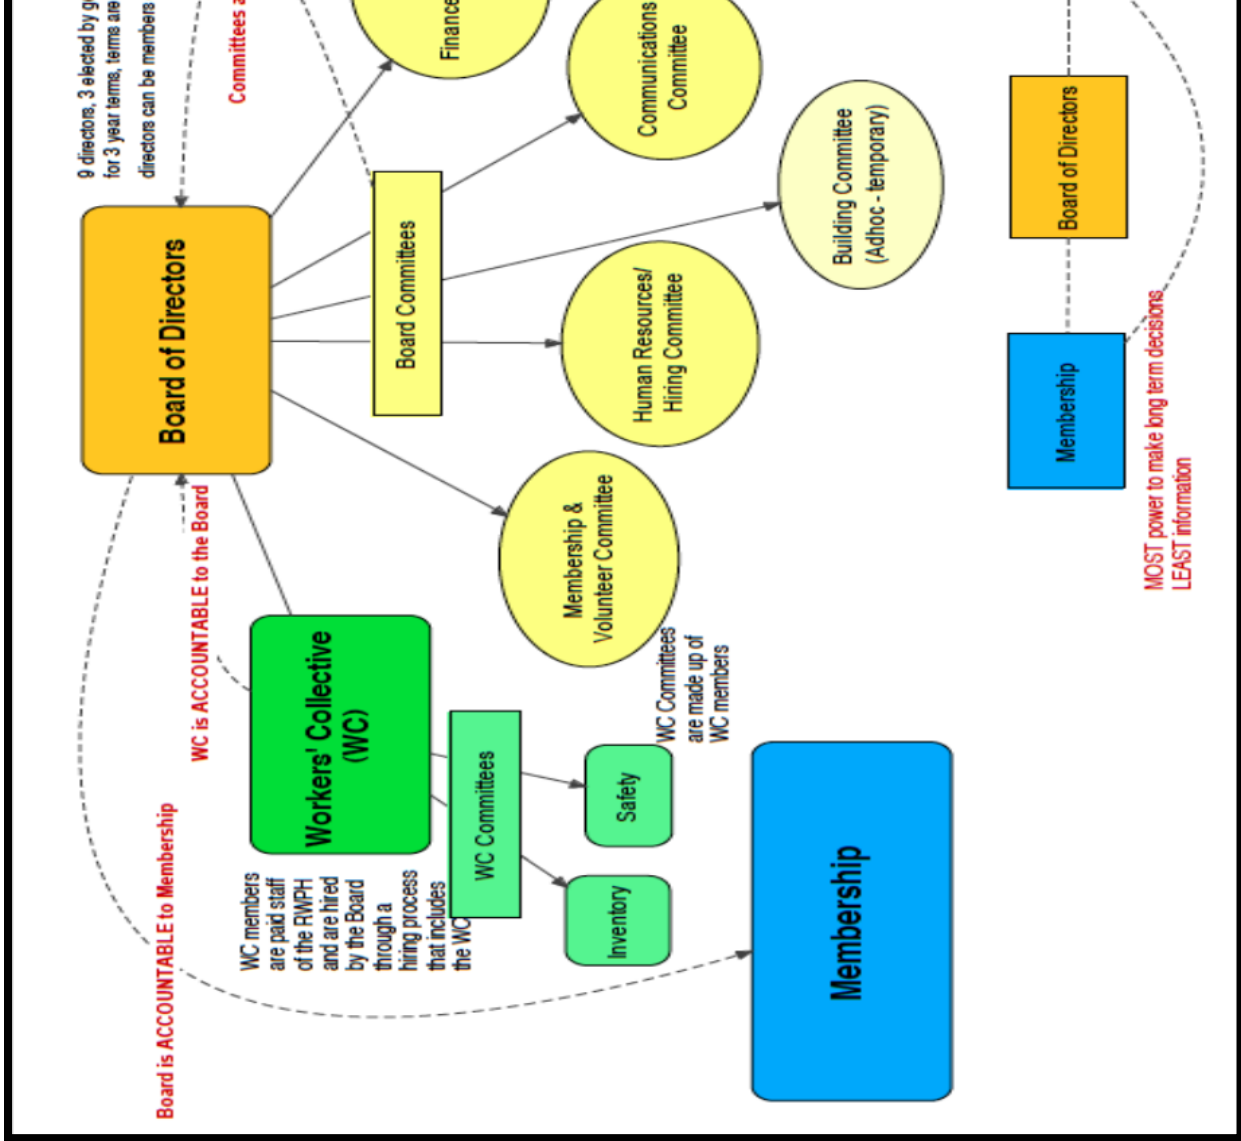 9 directors, 3 elected by
for 3 year terms, terms are
directors can be members
Committees
Board of Directors
Finance
Communications
Committee
Building Committee
(Adhoc - temporary)
Board Committees
Human Resources/
Hiring Committee
Membership &
Volunteer Committee
WC is ACCOUNTABLE to the Board
Board is ACCOUNTABLE to Membership
Workers' Collective
(WC)
WC members
are paid staff
of the RWPH
and are hired
by the Board
through a
hiring process
that includes
the WC
WC Committees
Safety
Inventory
WC Committees
are made up of
WC members
Membership
Board of Directors
Membership
MOST power to make long term decisions
LEAST information